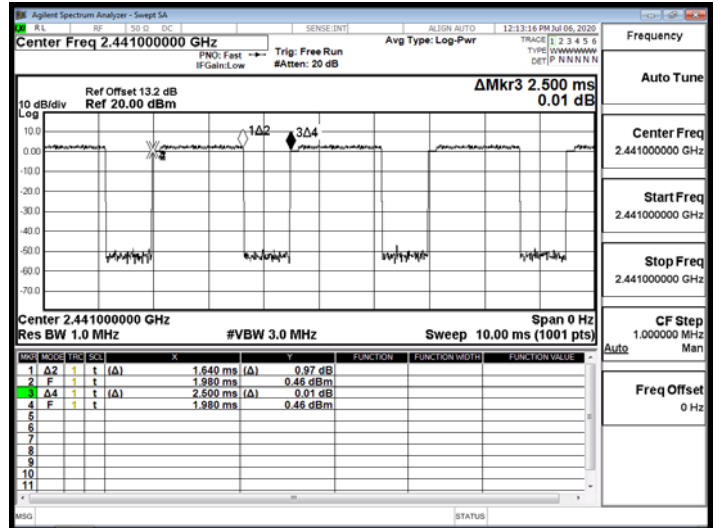 Agilent Spectrum Analyzer - Swept SA
RL RF 50 Ω DC SENSE:INT ALIGN AUTO 12:13:16 PM Jul 06, 2020
Center Freq 2.441000000 GHz
PNO: Fast
IFGain:Low
Trig: Free Run
#Atten: 20 dB
Avg Type: Log-Pwr
TRACE 1 2 3 4 5 6
TYPE WWWWWW
DET P N N N N N
ΔMkr3 2.500 ms
0.01 dB
Ref Offset 13.2 dB
10 dB/div Ref 20.00 dBm
Log
10.0
0.00
-10.0
-20.0
-30.0
-40.0
-50.0
-60.0
-70.0
1Δ2
3Δ4
Center 2.441000000 GHz Span 0 Hz
Res BW 1.0 MHz #VBW 3.0 MHz Sweep 10.00 ms (1001 pts)
MKR MODE TRC SCL X Y FUNCTION FUNCTION WIDTH FUNCTION VALUE
1 Δ2 1 t (Δ) 1.640 ms (Δ) 0.97 dB
2 F 1 t 1.980 ms 0.46 dBm
3 Δ4 1 t (Δ) 2.500 ms (Δ) 0.01 dB
4 F 1 t 1.980 ms 0.46 dBm
5
6
7
8
9
10
11
MSG STATUS
Frequency
Auto Tune
Center Freq
2.441000000 GHz
Start Freq
2.441000000 GHz
Stop Freq
2.441000000 GHz
CF Step
1.000000 MHz
Auto Man
Freq Offset
0 Hz